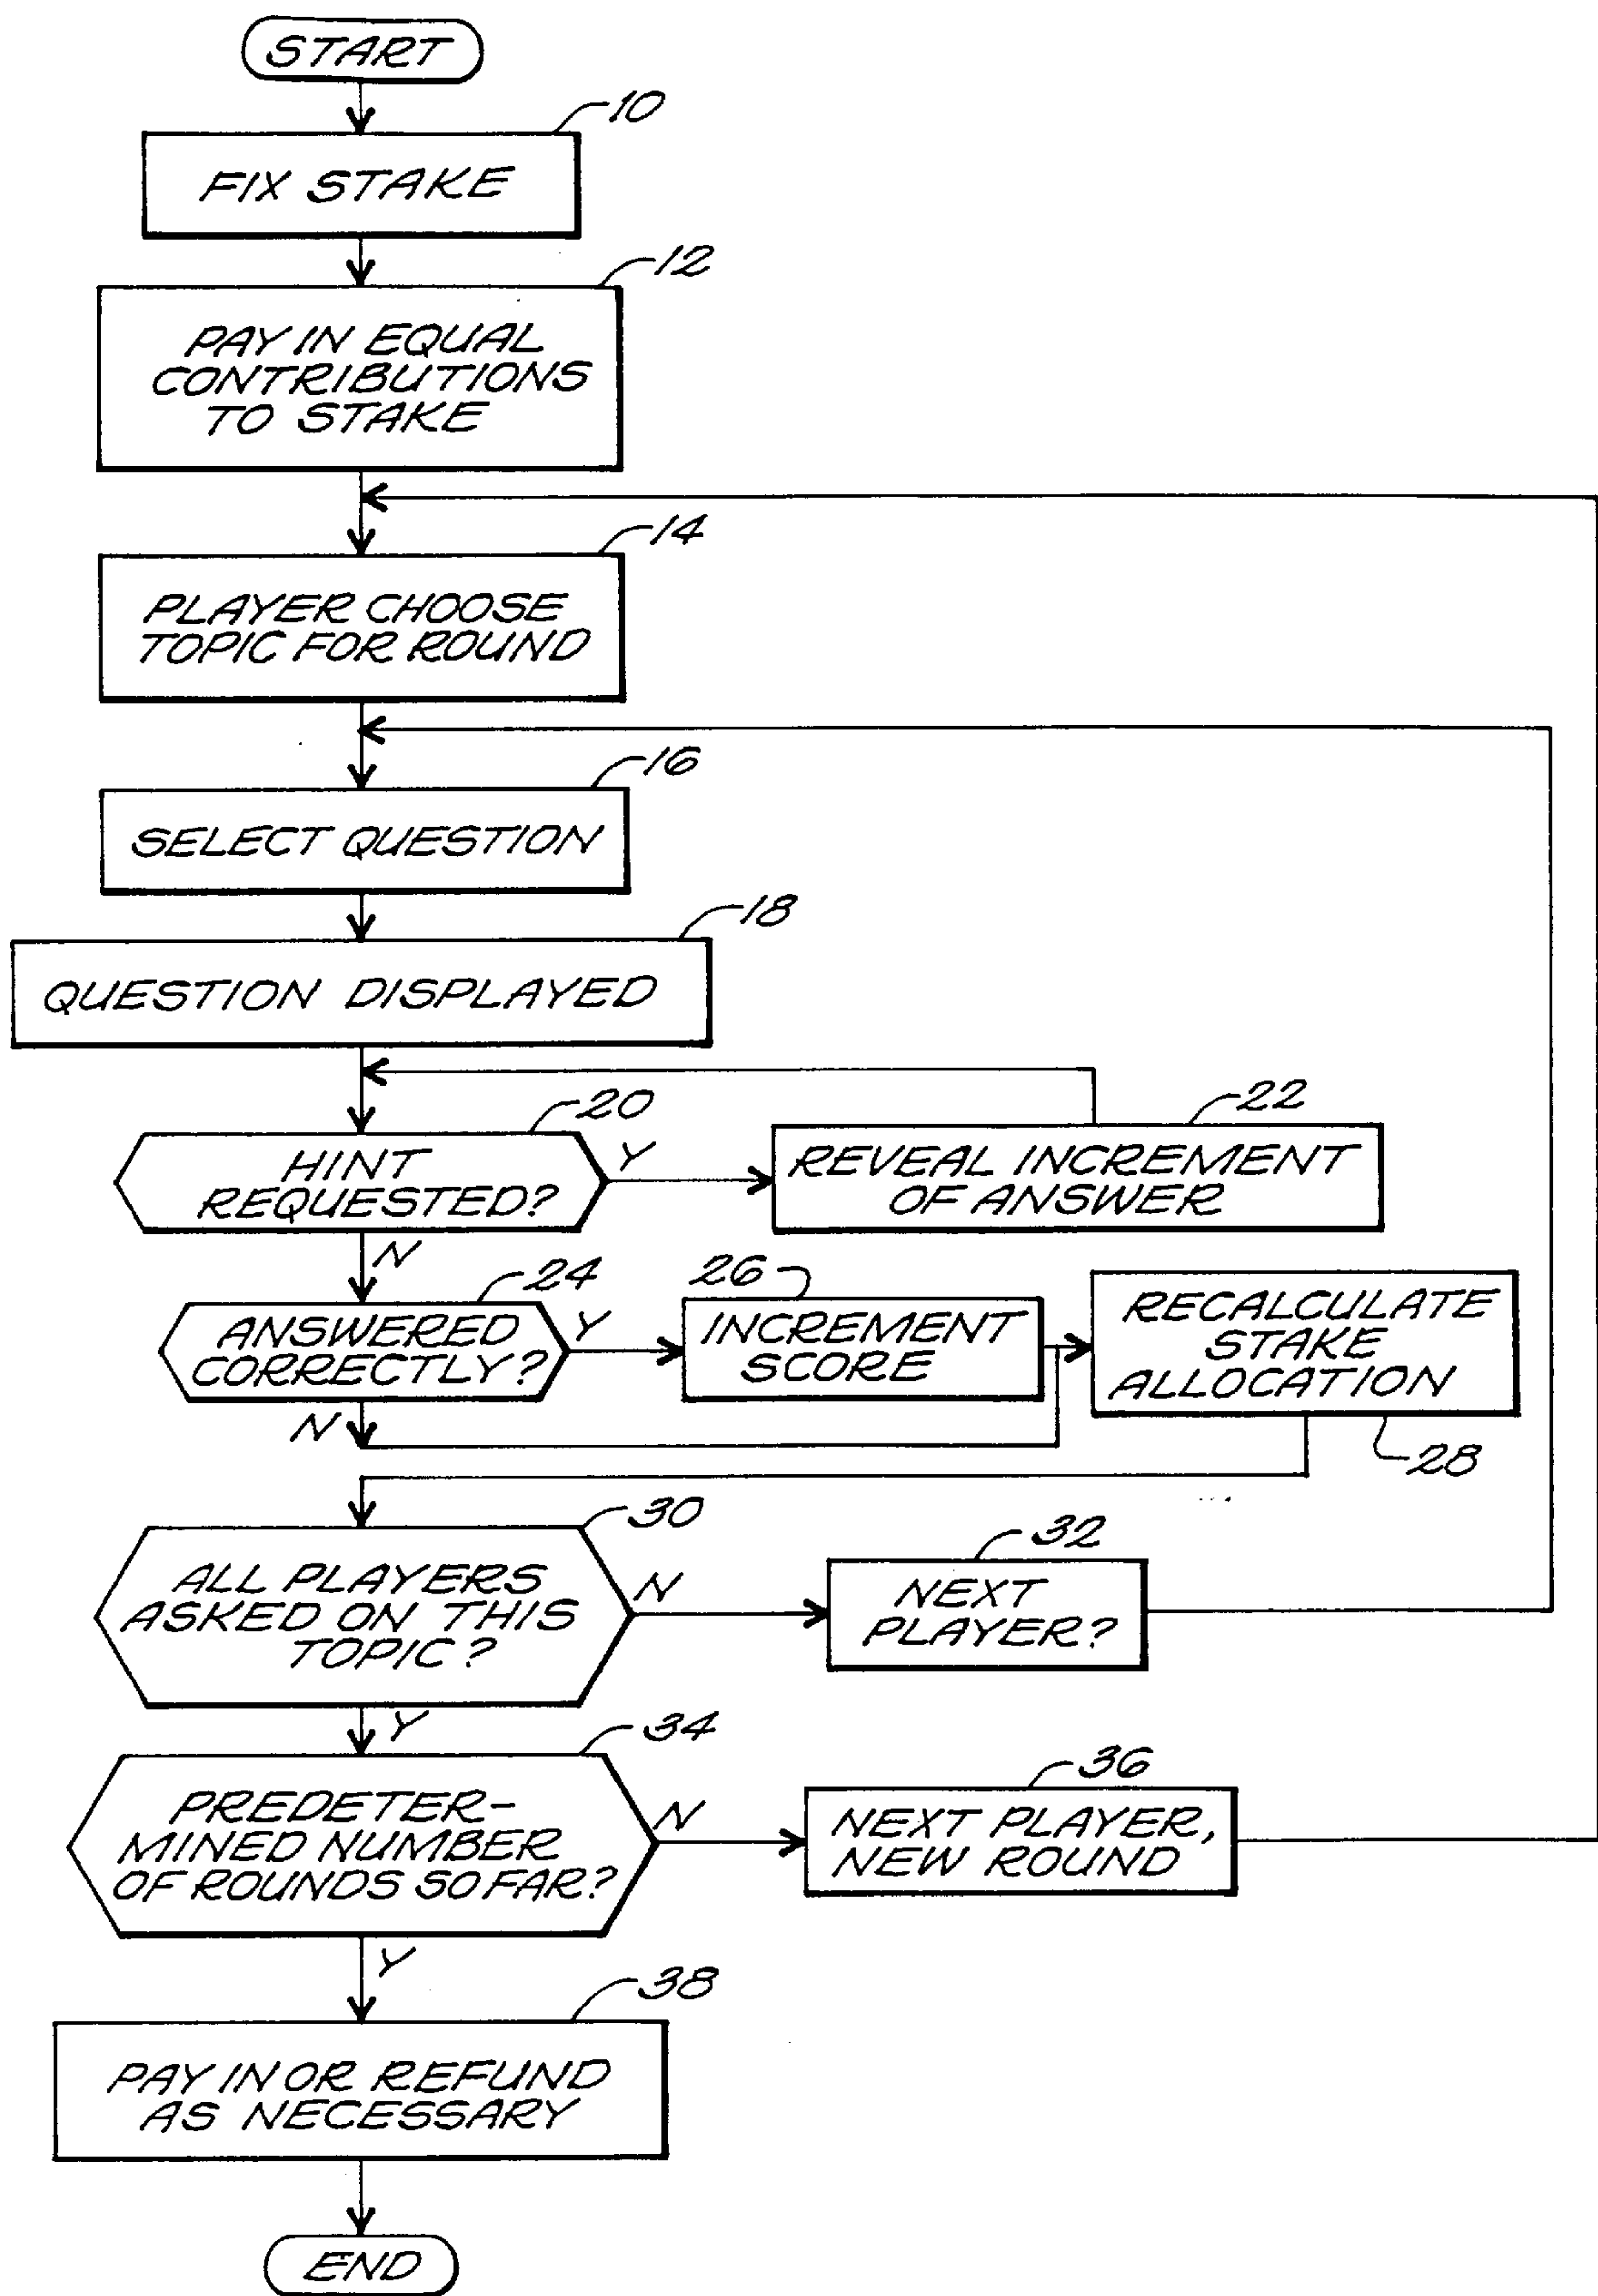 START
10
FIX STAKE
12
PAY IN EQUAL
CONTRIBUTIONS
TO STAKE
14
PLAYER CHOOSE
TOPIC FOR ROUND
16
SELECT QUESTION
18
QUESTION DISPLAYED
20
HINT
REQUESTED?
Y
22
REVEAL INCREMENT
OF ANSWER
N
24
ANSWERED
CORRECTLY?
Y
26
INCREMENT
SCORE
RECALCULATE
STAKE
ALLOCATION
28
N
30
ALL PLAYERS
ASKED ON THIS
TOPIC?
N
32
NEXT
PLAYER?
Y
34
PREDETER-
MINED NUMBER
OF ROUNDS SO FAR?
N
36
NEXT PLAYER,
NEW ROUND
Y
38
PAY IN OR REFUND
AS NECESSARY
END